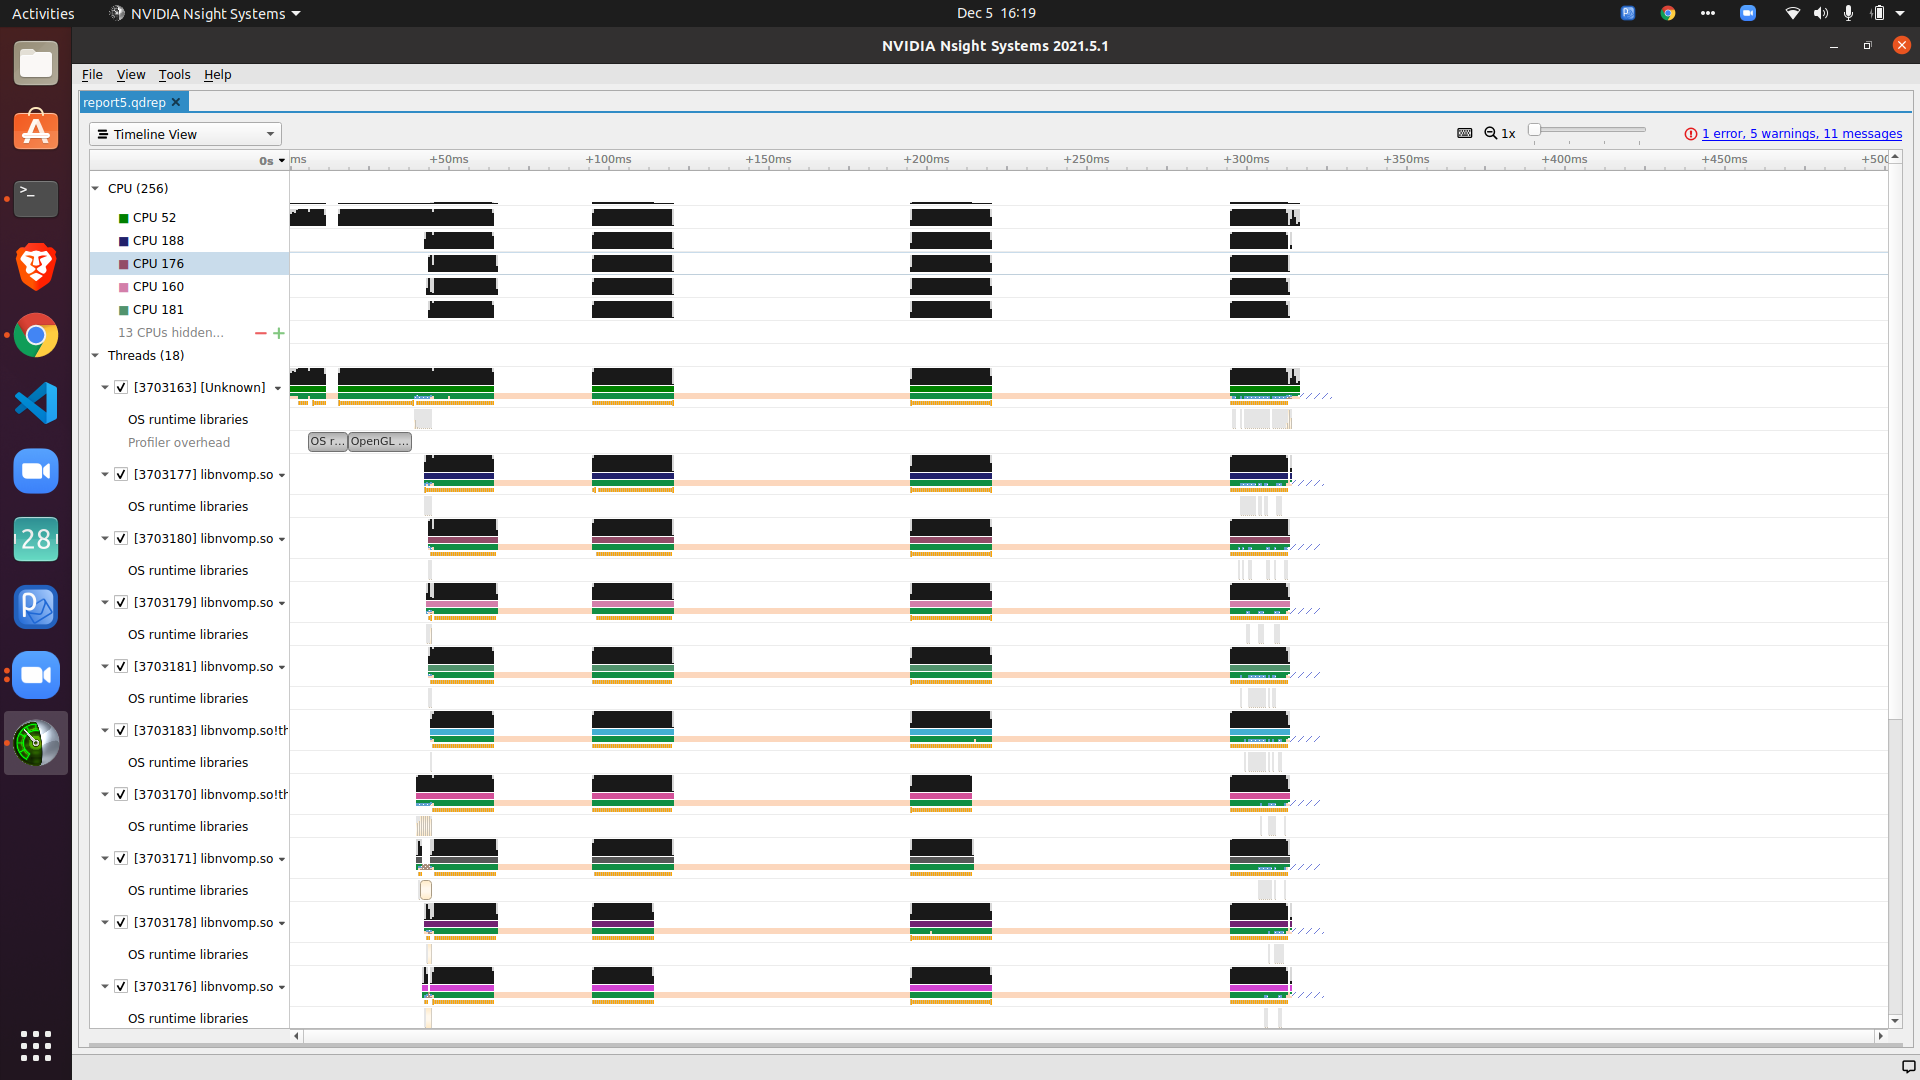 Activities NVIDIA Nsight Systems Dec 5 16:19
NVIDIA Nsight Systems 2021.5.1
File View Tools Help
report5.qdrep
Timeline View 1x 1 error, 5 warnings, 11 messages
0s ms +50ms +100ms +150ms +200ms +250ms +300ms +350ms +400ms +450ms +500
CPU (256)
CPU 52
CPU 188
CPU 176
CPU 160
CPU 181
13 CPUs hidden...
Threads (18)
[3703163] [Unknown]
OS runtime libraries
Profiler overhead OS r... OpenGL ...
[3703177] libnvomp.so
OS runtime libraries
[3703180] libnvomp.so
OS runtime libraries
[3703179] libnvomp.so
OS runtime libraries
[3703181] libnvomp.so
OS runtime libraries
[3703183] libnvomp.so!th
OS runtime libraries
[3703170] libnvomp.so!th
OS runtime libraries
[3703171] libnvomp.so
OS runtime libraries
[3703178] libnvomp.so
OS runtime libraries
[3703176] libnvomp.so
OS runtime libraries
28